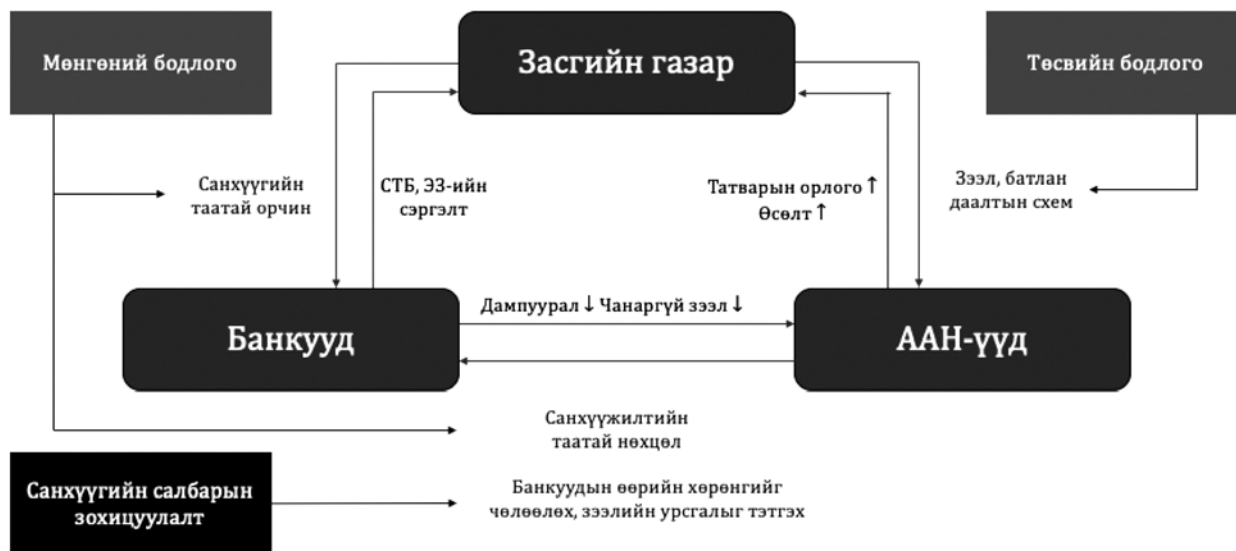 Мөнгөний бодлого
Засгийн газар
Төсвийн бодлого
Санхүүгийн
таатай орчин
СТБ, ЭЗ-ийн
сэргэлт
Татварын орлого ↑
Өсөлт ↑
Зээл, батлан
даалтын схем
Дампуурал ↓ Чанаргүй зээл ↓
Банкууд
ААН-үүд
Санхүүжилтийн
таатай нөхцөл
Санхүүгийн салбарын
зохицуулалт
Банкуудын өөрийн хөрөнгийг
чөлөөлөх, зээлийн урсгалыг тэтгэх